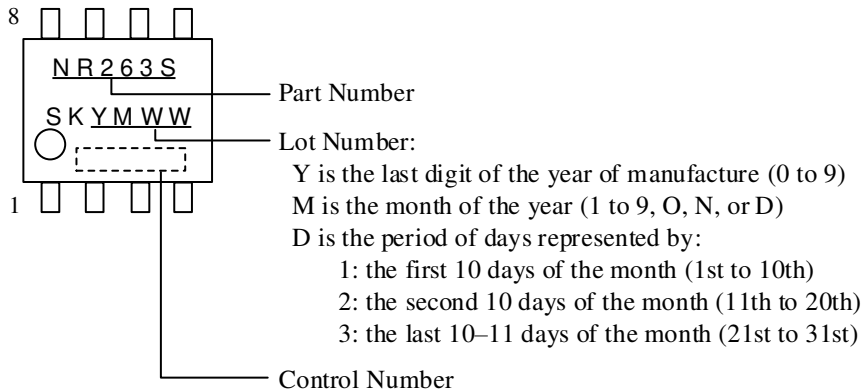 8
NR263S
Part Number
SKYMWW
Lot Number:
Y is the last digit of the year of manufacture (0 to 9)
M is the month of the year (1 to 9, O, N, or D)
1
D is the period of days represented by:
1: the first 10 days of the month (1st to 10th)
2: the second 10 days of the month (11th to 20th)
3: the last 10–11 days of the month (21st to 31st)
Control Number